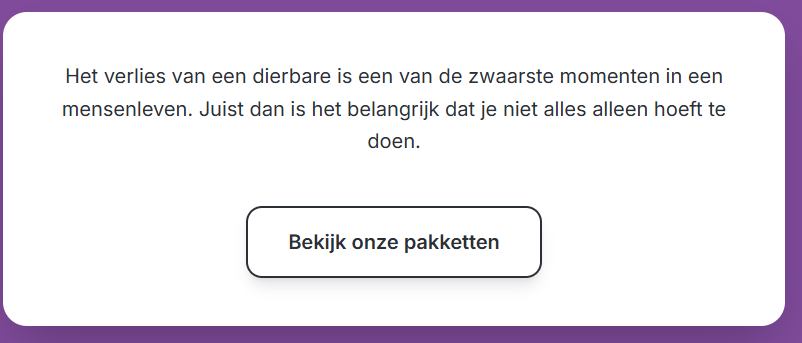 Het verlies van een dierbare is een van de zwaarste momenten in een
mensenleven. Juist dan is het belangrijk dat je niet alles alleen hoeft te
doen.
Bekijk onze pakketten